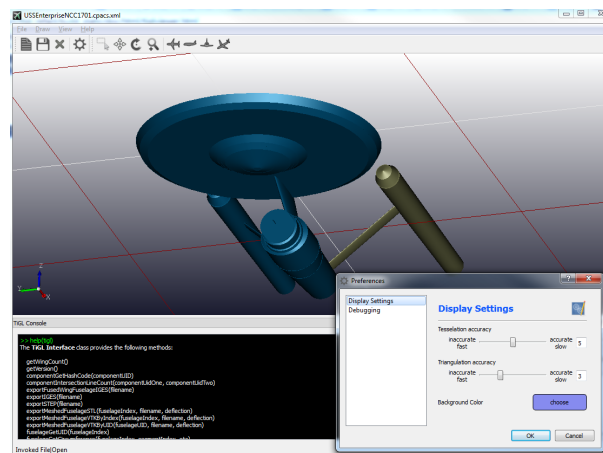 USSEnterpriseNCC1701.cpacs.xml
File Draw View Help
Z
Y
X
TiGL Console
>> help(tigl)
The TiGL Interface class provides the following methods:
getWingCount()
getVersion()
componentGetHashCode(componentUID)
componentIntersectionLineCount(componentUidOne, componentUidTwo)
exportFusedWingFuselageIGES(filename)
exportIGES(filename)
exportSTEP(filename)
exportMeshedFuselageSTL(fuselageIndex, filename, deflection)
exportMeshedFuselageVTKByIndex(fuselageIndex, filename, deflection)
exportMeshedFuselageVTKByUID(fuselageUID, filename, deflection)
fuselageGetUID(fuselageIndex)
Invoked File|Open
Preferences
Display Settings
Debugging
Display Settings
Tesselation accuracy
inaccurate accurate
fast slow 5
Triangulation accuracy
inaccurate accurate
fast slow 3
Background Color choose
OK Cancel